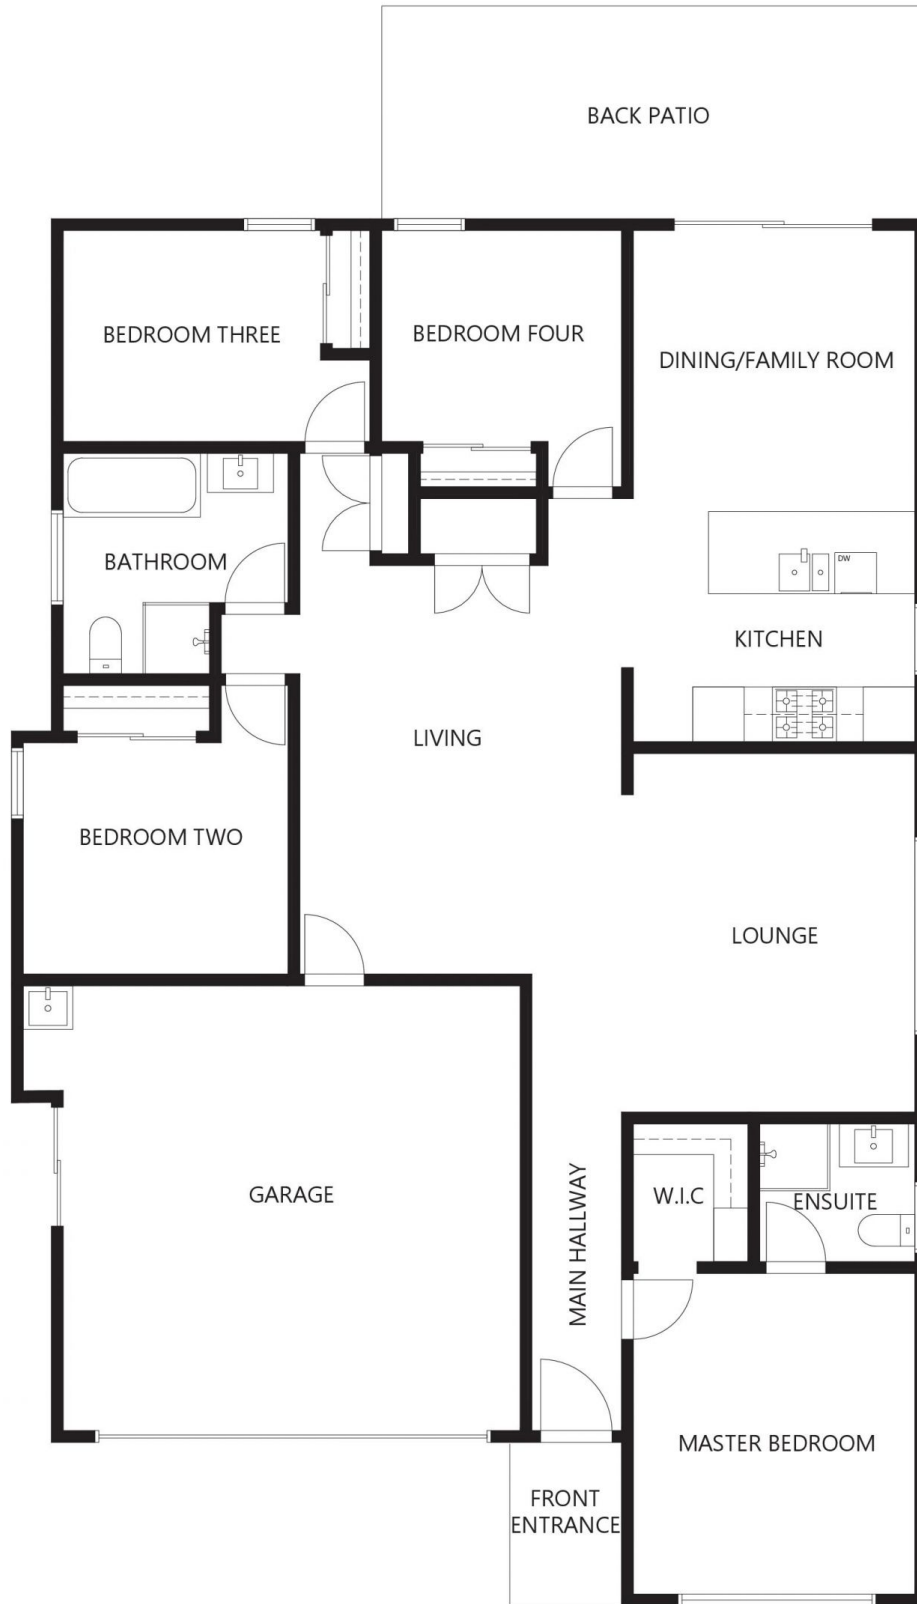 BACK PATIO
BEDROOM THREE
BEDROOM FOUR
DINING/FAMILY ROOM
BATHROOM
DW
KITCHEN
LIVING
BEDROOM TWO
LOUNGE
GARAGE
MAIN HALLWAY
W.I.C
ENSUITE
MASTER BEDROOM
FRONT
ENTRANCE